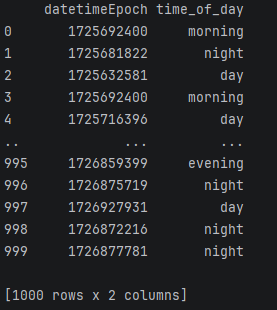 datetimeEpoch time_of_day
0 1725692400 morning
1 1725681822 night
2 1725632581 day
3 1725692400 morning
4 1725716396 day
.. ... ...
995 1726859399 evening
996 1726875719 night
997 1726927931 day
998 1726872216 night
999 1726877781 night
[1000 rows x 2 columns]